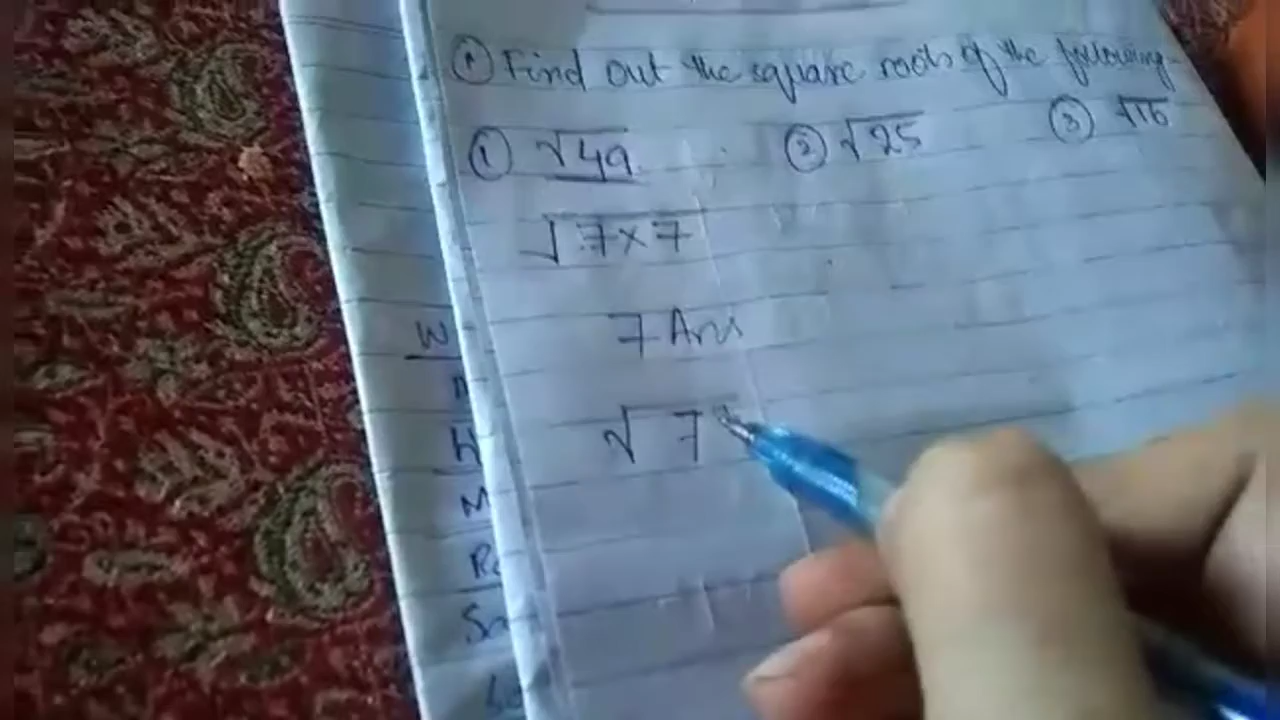 ① Find out the square roots of the following-
① √49 ② √25 ③ √16
√7×7
7 Ans
√7
W
H
M